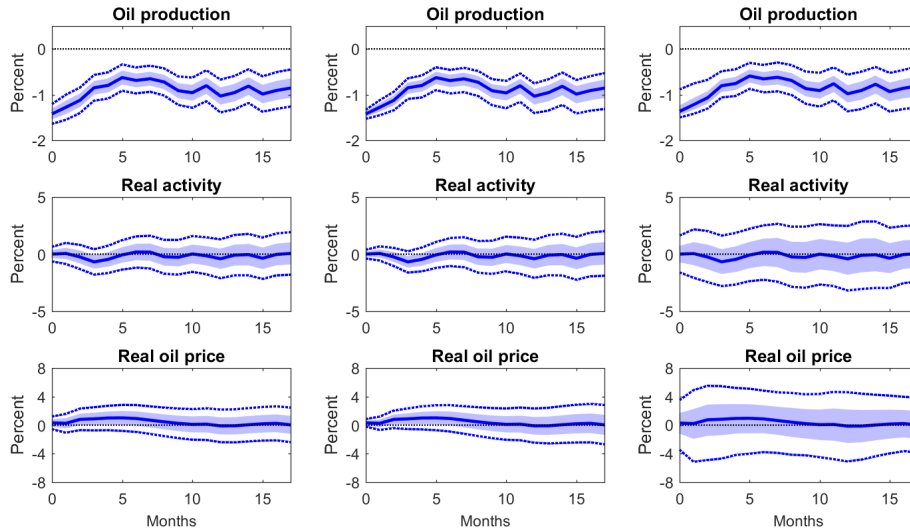 Oil production Oil production Oil production
0 0 0
Percent Percent Percent
-1 -1 -1
-2 -2 -2
0 5 10 15 0 5 10 15 0 5 10 15
Real activity Real activity Real activity
5 5 5
Percent Percent Percent
0 0 0
-5 -5 -5
0 5 10 15 0 5 10 15 0 5 10 15
Real oil price Real oil price Real oil price
8 8 8
4 4 4
Percent Percent Percent
0 0 0
-4 -4 -4
-8 -8 -8
0 5 10 15 0 5 10 15 0 5 10 15
Months Months Months